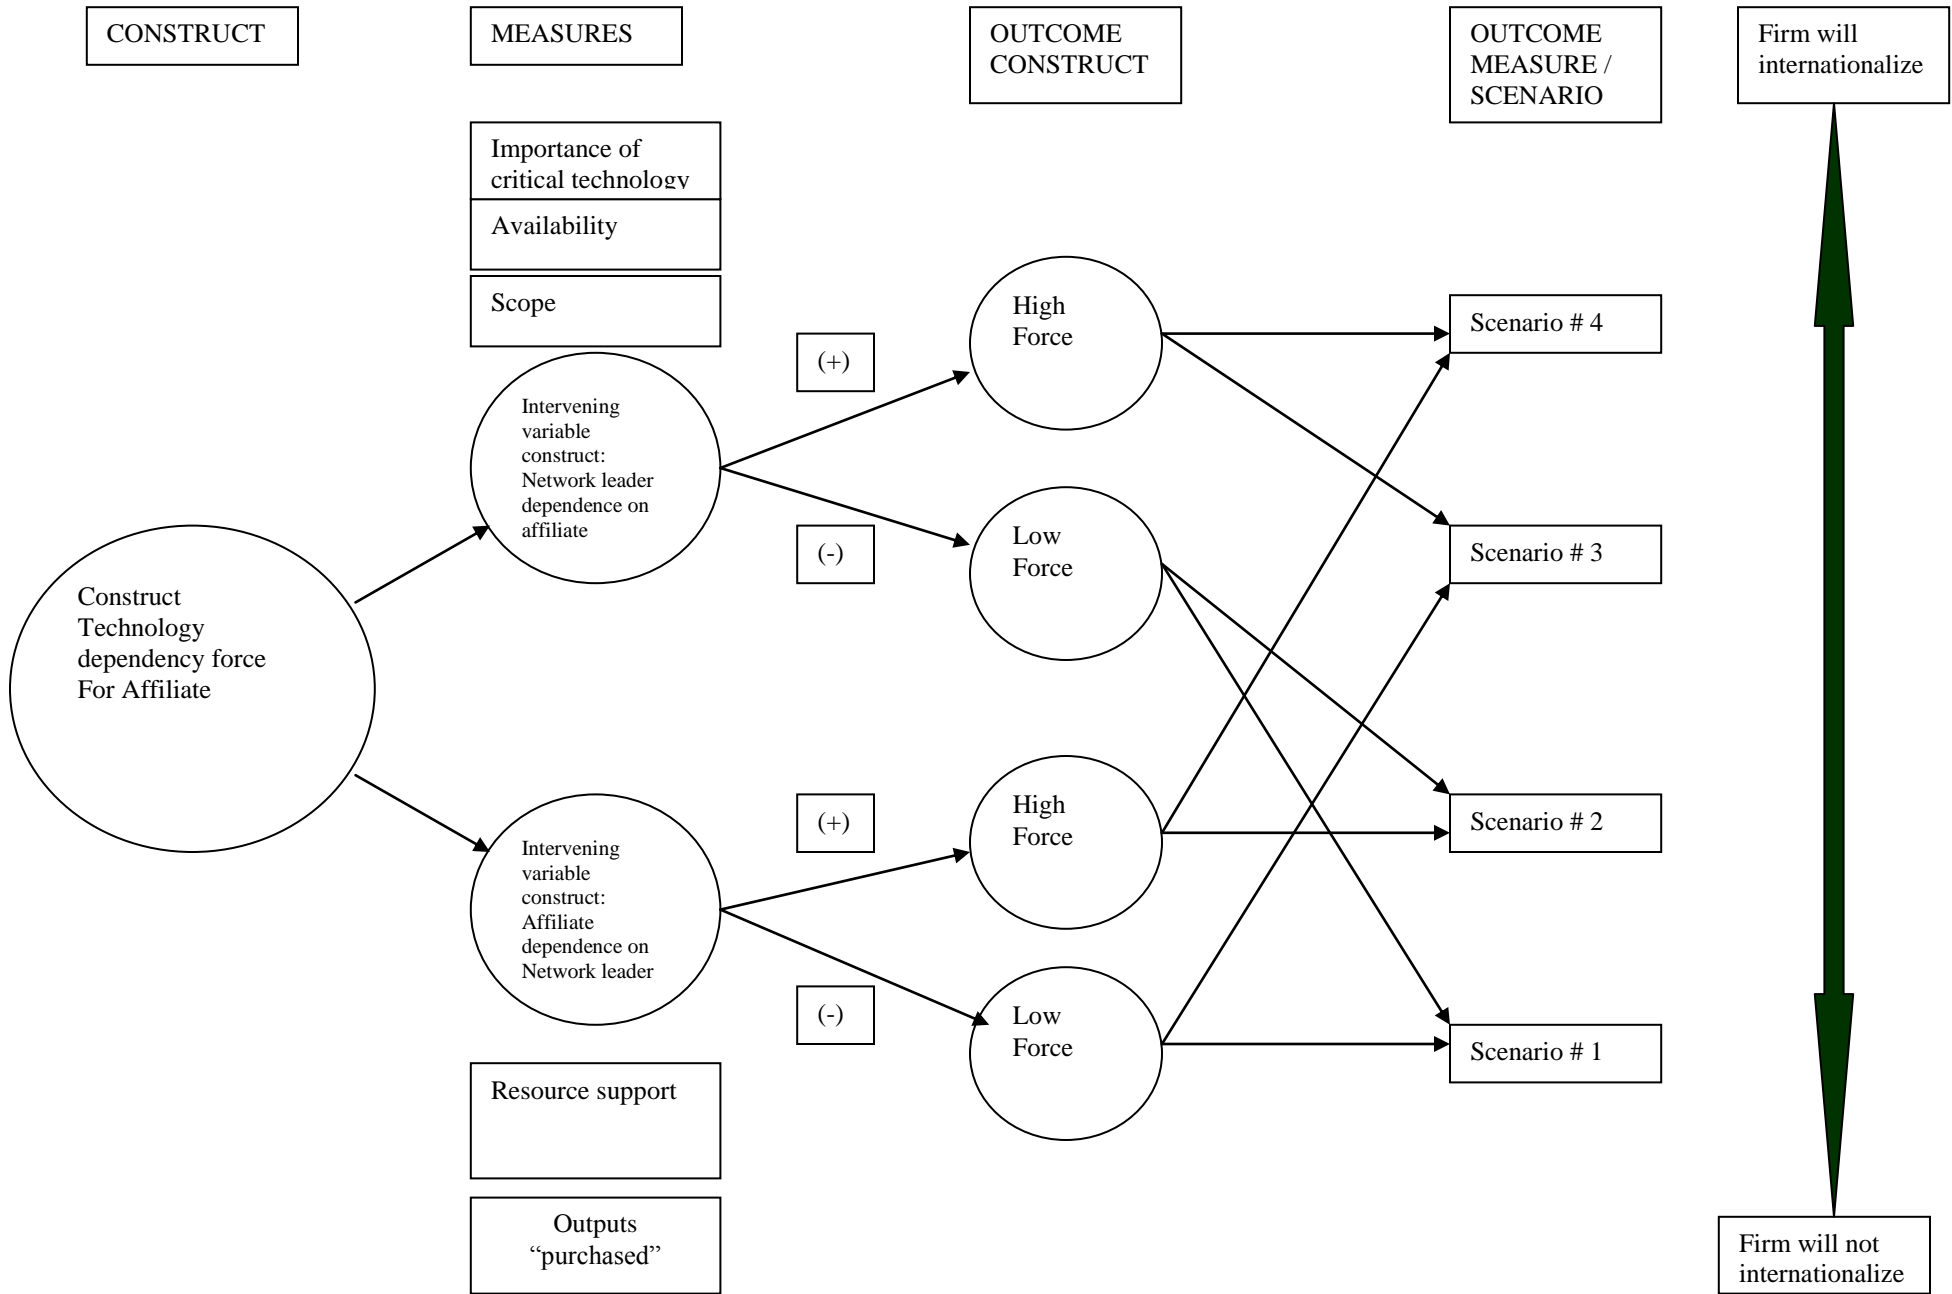 CONSTRUCT
MEASURES
OUTCOME
CONSTRUCT
OUTCOME
MEASURE /
SCENARIO
Firm will
internationalize
Importance of
critical technology
Availability
Scope
Intervening
variable
construct:
Network leader
dependence on
affiliate
(+)
(-)
High
Force
Low
Force
Scenario # 4
Scenario # 3
Construct
Technology
dependency force
For Affiliate
Intervening
variable
construct:
Affiliate
dependence on
Network leader
(+)
(-)
High
Force
Low
Force
Scenario # 2
Scenario # 1
Resource support
Outputs
“purchased”
Firm will not
internationalize